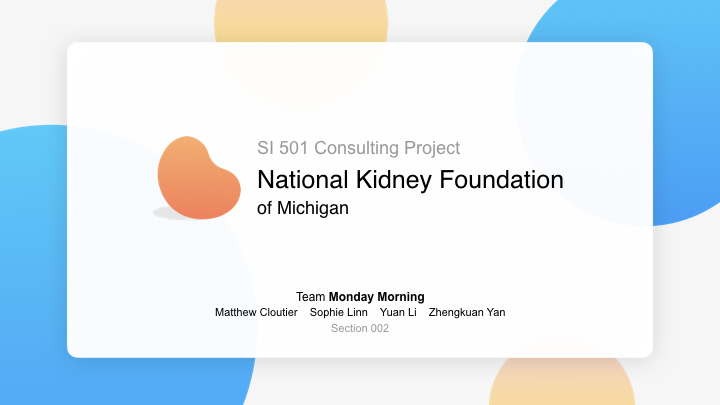 SI 501 Consulting Project
National Kidney Foundation
of Michigan
Team Monday Morning
Matthew Cloutier Sophie Linn Yuan Li Zhengkuan Yan
Section 002